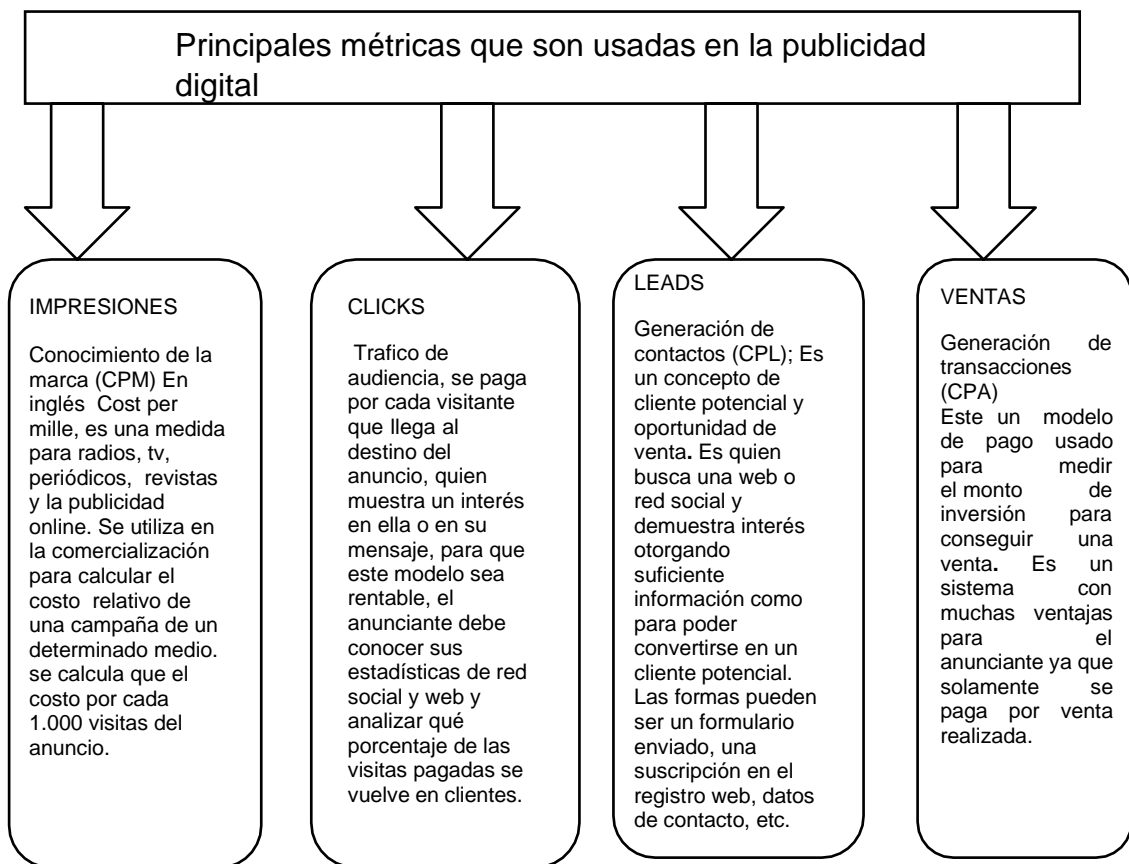 Principales métricas que son usadas en la publicidad
digital
IMPRESIONES
Conocimiento de la
marca (CPM) En
inglés Cost per
mille, es una medida
para radios, tv,
periódicos, revistas
y la publicidad
online. Se utiliza en
la comercialización
para calcular el
costo relativo de
una campaña de un
determinado medio.
se calcula que el
costo por cada
1.000 visitas del
anuncio.
CLICKS
Trafico de
audiencia, se paga
por cada visitante
que llega al
destino del
anuncio, quien
muestra un interés
en ella o en su
mensaje, para que
este modelo sea
rentable, el
anunciante debe
conocer sus
estadísticas de red
social y web y
analizar qué
porcentaje de las
visitas pagadas se
vuelve en clientes.
LEADS
Generación de
contactos (CPL); Es
un concepto de
cliente potencial y
oportunidad de
venta. Es quien
busca una web o
red social y
demuestra interés
otorgando
suficiente
información como
para poder
convertirse en un
cliente potencial.
Las formas pueden
ser un formulario
enviado, una
suscripción en el
registro web, datos
de contacto, etc.
VENTAS
Generación de
transacciones
(CPA)
Este un modelo
de pago usado
para medir
el monto de
inversión para
conseguir una
venta. Es un
sistema con
muchas ventajas
para el
anunciante ya que
solamente se
paga por venta
realizada.